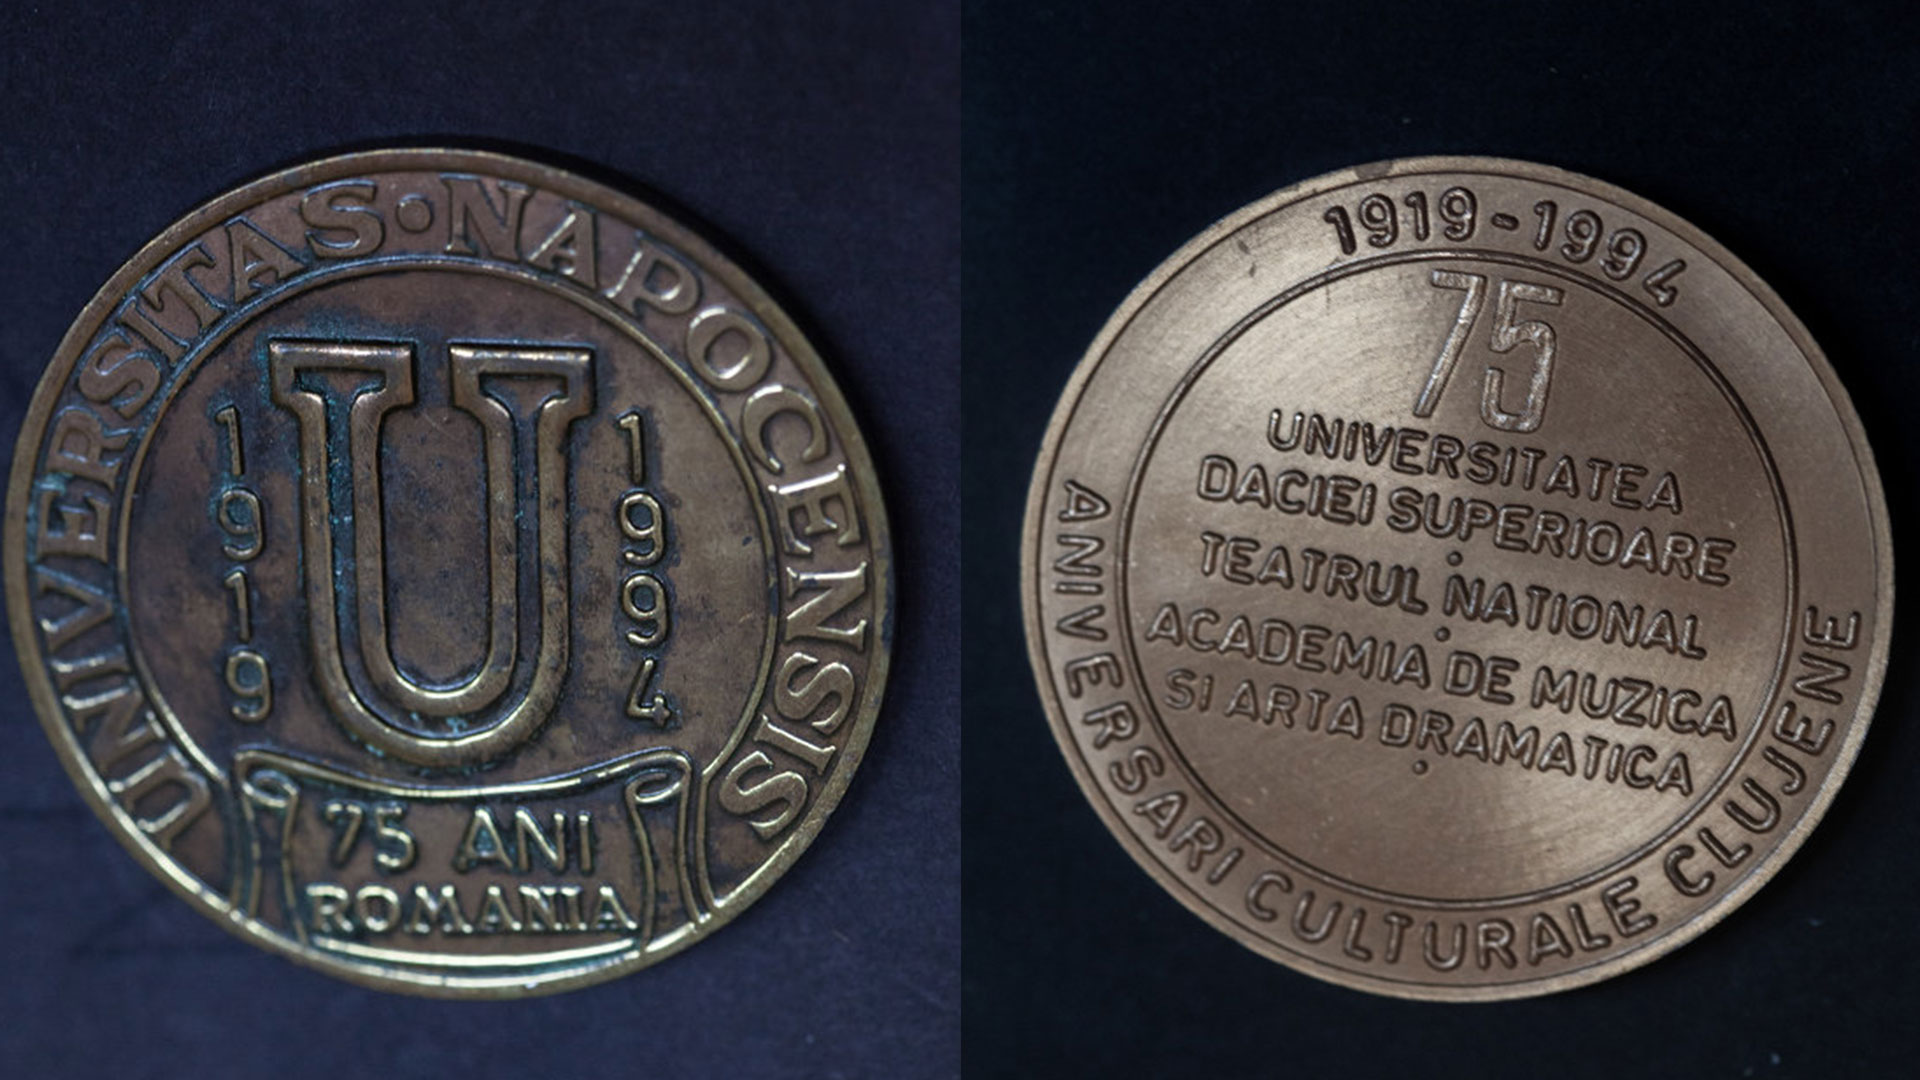 UNIVERSITAS · NAPOCENSIS
U
1919
1994
75 ANI
ROMANIA
1919-1994
75
UNIVERSITATEA
DACIEI SUPERIOARE
TEATRUL NATIONAL
ACADEMIA DE MUZICA
SI ARTA DRAMATICA
ANIVERSARI CULTURALE CLUJENE